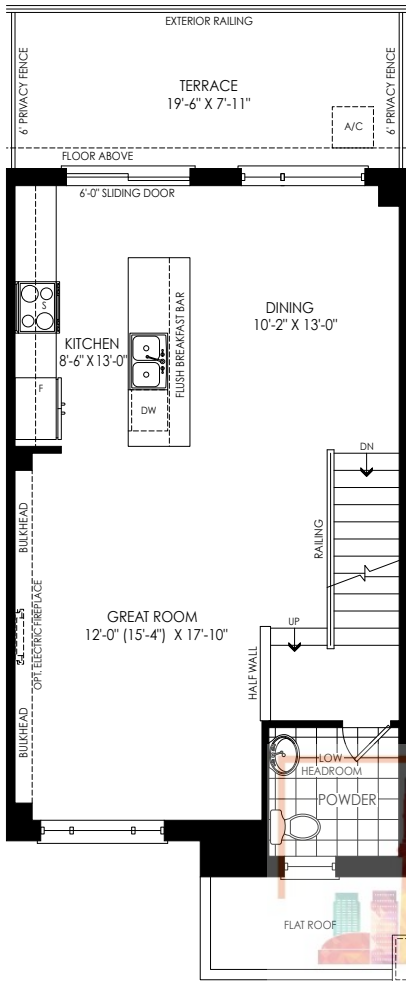 EXTERIOR RAILING
6' PRIVACY FENCE
6' PRIVACY FENCE
TERRACE
19'-6" X 7'-11"
A/C
FLOOR ABOVE
6'-0" SLIDING DOOR
S
KITCHEN
8'-6" X 13'-0"
F
DW
FLUSH BREAKFAST BAR
DINING
10'-2" X 13'-0"
DN
RAILING
BULKHEAD
OPT. ELECTRIC FIREPLACE
BULKHEAD
GREAT ROOM
12'-0" (15'-4") X 17'-10"
UP
HALF WALL
LOW
HEADROOM
POWDER
FLAT ROOF